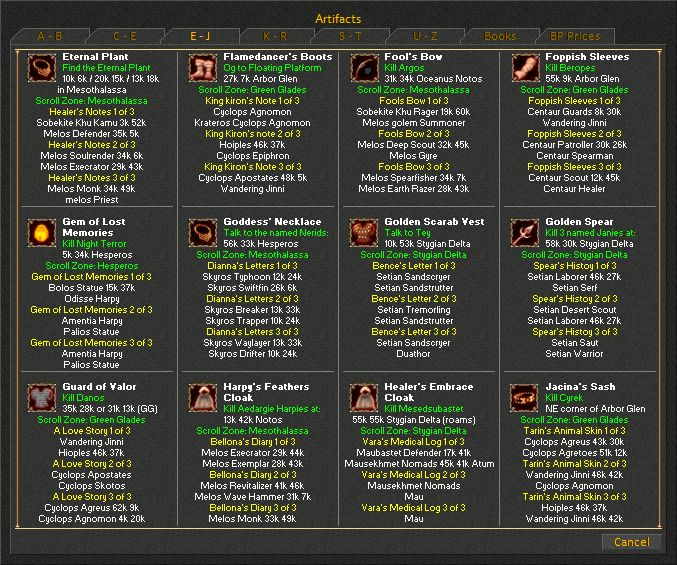 Artifacts
A - B
C - E
E - J
K - R
S - T
U - Z
Books
BP Prices
Eternal Plant
Find the Eternal Plant
10k 6k / 20k 15k / 13k 18k
in Mesothalassa
Scroll Zone: Mesothalassa
Healer's Notes 1 of 3
Sobekite Khu Kamu 3k 52k
Melos Defender 35k 5k
Healer's Notes 2 of 3
Melos Soulrender 34k 6k
Melos Execrator 29k 43k
Healer's Notes 3 of 3
Melos Monk 34k 49k
melos Priest
Flamedancer's Boots
Og to Floating Platform
27k 7k Arbor Glen
Scroll Zone: Green Glades
King kiron's Note 1 of 3
Cyclops Agnomon
Krateros Cyclops Agnomon
King Kiron's note 2 of 3
Hoiples 46k 37k
Cyclops Epiphron
King Kiron's Note 3 of 3
Cyclops Apostates 48k 5k
Wandering Jinni
Fool's Bow
Kill Argos
31k 34k Oceanus Notos
Scroll Zone: Mesothalassa
Fools Bow 1 of 3
Sobekite Khu Rager 19k 60k
Melos golem Summoner
Fools Bow 2 of 3
Melos Deep Scout 32k 45k
Melos Gyre
Fools Bow 3 of 3
Melos Spearfisher 34k 7k
Melos Earth Razer 28k 43k
Foppish Sleeves
Kill Beropes
55k 9k Arbor Glen
Scroll Zone: Green Glades
Foppish Sleeves 1 of 3
Centaur Guards 8k 30k
Wandering Jinni
Foppish Sleeves 2 of 3
Centaur Patroller 30k 26k
Centaur Spearman
Foppish Sleeves 3 of 3
Centaur Scout 12k 45k
Centaur Healer
Gem of Lost
Memories
Kill Night Terror
5k 34k Hesperos
Scroll Zone: Hesperos
Gem of Lost Memories 1 of 3
Bolos Statue 15k 37k
Odisse Harpy
Gem of Lost Memories 2 of 3
Amentia Harpy
Palios Statue
Gem of Lost Memories 3 of 3
Amentia Harpy
Palios Statue
Goddess' Necklace
Talk to the named Nerids:
56k 33k Hesperos
Scroll Zone: Mesothalassa
Dianna's Letters 1 of 3
Skyros Typhoon 12k 24k
Skyros Swiftfin 26k 6k
Dianna's Letters 2 of 3
Skyros Breaker 13k 33k
Skyros Trapper 10k 24k
Dianna's Letters 3 of 3
Skyros Waylayer 13k 33k
Skyros Drifter 10k 24k
Golden Scarab Vest
Talk to Tey
10k 53k Stygian Delta
Scroll Zone: Stygian Delta
Bence's Letter 1 of 3
Setian Sandscryer
Setian Sandstrutter
Bence's Letter 2 of 3
Setian Tremorling
Setian Sandstrutter
Bence's Letter 3 of 3
Setian Sandscryer
Duathor
Golden Spear
Kill 3 named Janies at:
58k 30k Stygian Delta
Scroll Zone: Stygian Delta
Spear's Histoy 1 of 3
Setian Laborer 46k 27k
Setian Serf
Spear's Histoy 2 of 3
Setian Desert Scout
Setian Laborer 46k 27k
Spear's Histoy 3 of 3
Setian Saut
Setian Warrior
Guard of Valor
Kill Danos
35k 28k or 31k 13k (GG)
Scroll Zone: Green Glades
A Love Story 1 of 3
Wandering Jinni
Hioples 46k 37k
A Love Story 2 of 3
Cyclops Apostates
Cyclops Skotos
A Love Story 3 of 3
Cyclops Agreus 62k 9k
Cyclops Agnomon 4k 20k
Harpy's Feathers
Cloak
Kill Aedargie Harpies at:
13k 42k Notos
Scroll Zone: Mesothalassa
Bellona's Diary 1 of 3
Melos Execrator 29k 44k
Melos Exemplar 28k 43k
Bellona's Diary 2 of 3
Melos Revitalizer 41k 46k
Melos Wave Hammer 31k 7k
Bellona's Diary 3 of 3
Melos Monk 33k 49k
Healer's Embrace
Cloak
Kill Mesedsubastet
55k 55k Stygian Delta (roams)
Scroll Zone: Stygian Delta
Vara's Medical Log 1 of 3
Maubastet Defender 17k 41k
Mausekhmet Nomads 45k 41k Atum
Vara's Medical Log 2 of 3
Mausekhmet Nomads
Mau
Vara's Medical Log 3 of 3
Mau
Jacina's Sash
Kill Cyrek
NE corner of Arbor Glen
Scroll Zone: Green Glades
Tarin's Animal Skin 1 of 3
Cyclops Agreus 43k 30k
Cyclops Agretoes 51k 12k
Tarin's Animal Skin 2 of 3
Wandering Jinni 46k 42k
Cyclops Agnomon
Tarin's Animal Skin 3 of 3
Hoiples 46k 37k
Wandering Jinni 46k 42k
Cancel